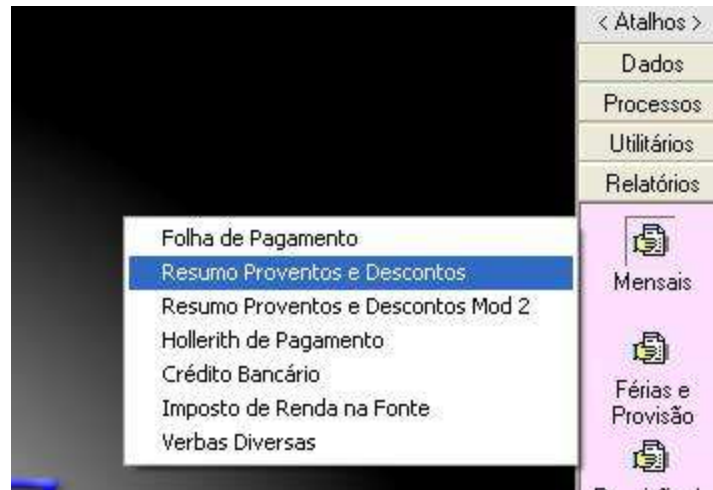 < Atalhos >
Dados
Processos
Utilitários
Relatórios
Folha de Pagamento
Resumo Proventos e Descontos
Resumo Proventos e Descontos Mod 2
Hollerith de Pagamento
Crédito Bancário
Imposto de Renda na Fonte
Verbas Diversas
Mensais
Férias e
Provisão